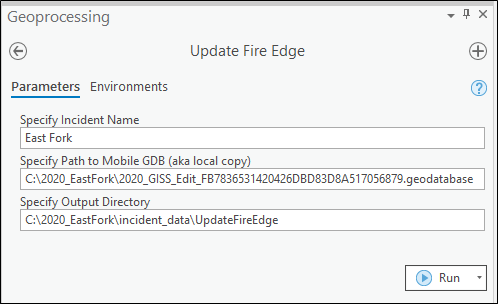 Geoprocessing
Update Fire Edge
Parameters Environments
Specify Incident Name
East Fork
Specify Path to Mobile GDB (aka local copy)
C:\2020_EastFork\2020_GISS_Edit_FB7836531420426DBD83D8A517056879.geodatabase
Specify Output Directory
C:\2020_EastFork\incident_data\UpdateFireEdge
Run